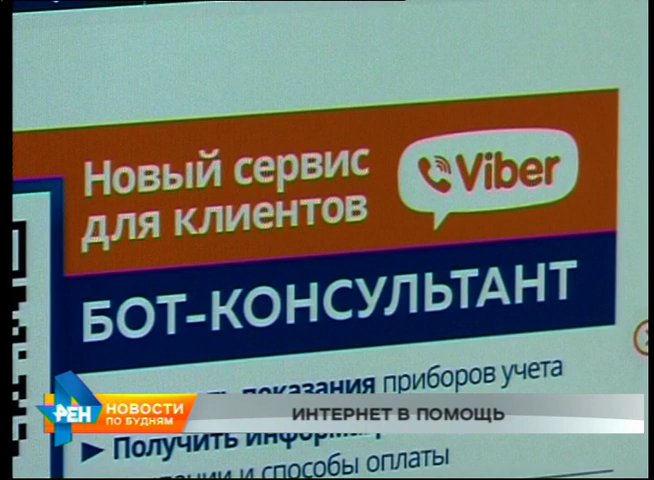 Новый сервис
для клиентов
Viber
БОТ-КОНСУЛЬТАНТ
показания приборов учета
Получить
и способы оплаты
РЕН
НОВОСТИ
ПО БУДНЯМ
ИНТЕРНЕТ В ПОМОЩЬ